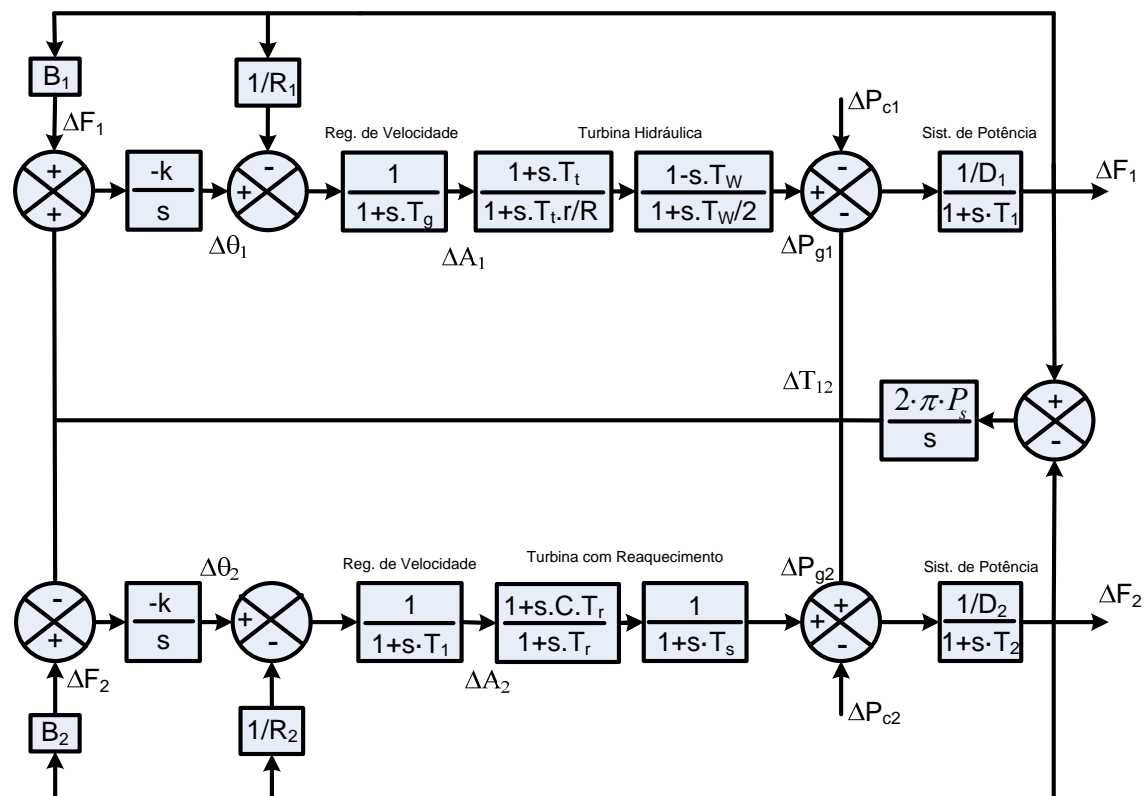 B1
1/R1
ΔF1
ΔPc1
Reg. de Velocidade
Turbina Hidráulica
Sist. de Potência
+
+
-k
s
+
-
1
1+s.Tg
1+s.Tt
1+s.Tt.r/R
1-s.TW
1+s.TW/2
+
-
-
1/D1
1+s·T1
ΔF1
Δθ1
ΔA1
ΔPg1
ΔT12
2·π·Ps
s
+
-
Δθ2
Reg. de Velocidade
Turbina com Reaquecimento
ΔPg2
Sist. de Potência
-
+
-k
s
+
-
1
1+s·T1
1+s.C.Tr
1+s.Tr
1
1+s·Ts
+
+
-
1/D2
1+s·T2
ΔF2
ΔF2
ΔA2
ΔPc2
B2
1/R2